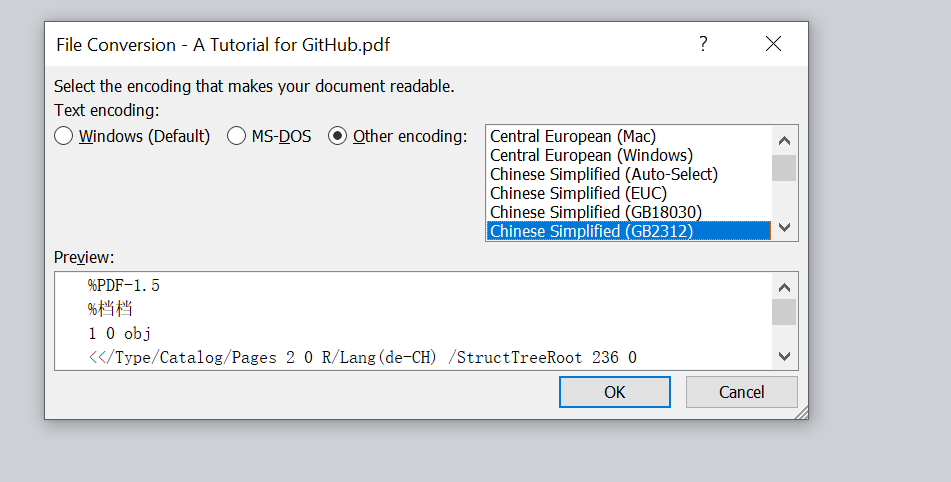 File Conversion - A Tutorial for GitHub.pdf
?
Select the encoding that makes your document readable.
Text encoding:
Windows (Default) MS-DOS Other encoding:
Central European (Mac)
Central European (Windows)
Chinese Simplified (Auto-Select)
Chinese Simplified (EUC)
Chinese Simplified (GB18030)
Chinese Simplified (GB2312)
Preview:
%PDF-1.5
%档档
1 0 obj
<</Type/Catalog/Pages 2 0 R/Lang(de-CH) /StructTreeRoot 236 0
OK Cancel